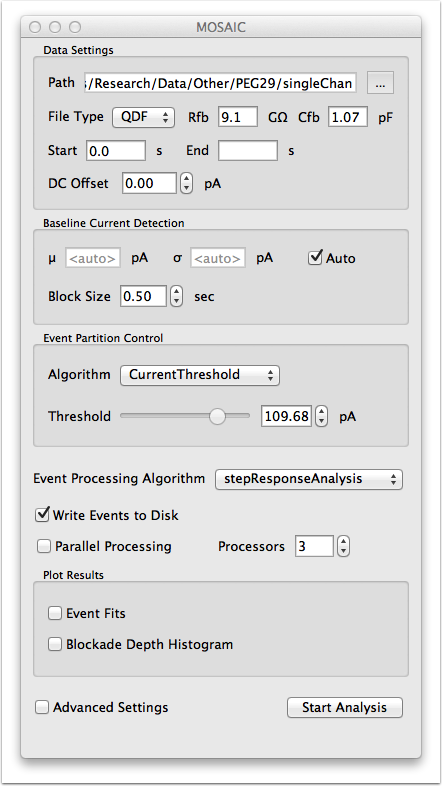 MOSAIC
Data Settings
Path /Research/Data/Other/PEG29/singleChan ...
File Type QDF Rfb 9.1 GΩ Cfb 1.07 pF
Start 0.0 s End s
DC Offset 0.00 pA
Baseline Current Detection
μ <auto> pA σ <auto> pA Auto
Block Size 0.50 sec
Event Partition Control
Algorithm CurrentThreshold
Threshold 109.68 pA
Event Processing Algorithm stepResponseAnalysis
Write Events to Disk
Parallel Processing Processors 3
Plot Results
Event Fits
Blockade Depth Histogram
Advanced Settings Start Analysis